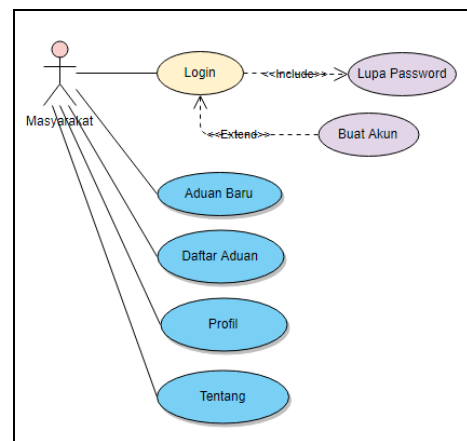 Login
<<Include>>
Lupa Password
Masyarakat
<<Extend>>
Buat Akun
Aduan Baru
Daftar Aduan
Profil
Tentang